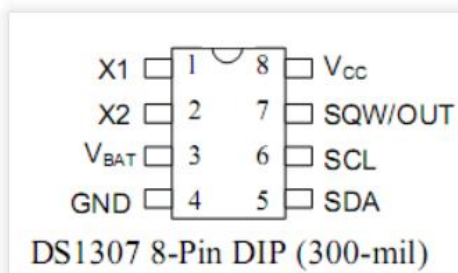 X1 1 8 VCC
X2 2 7 SQW/OUT
VBAT 3 6 SCL
GND 4 5 SDA
DS1307 8-Pin DIP (300-mil)